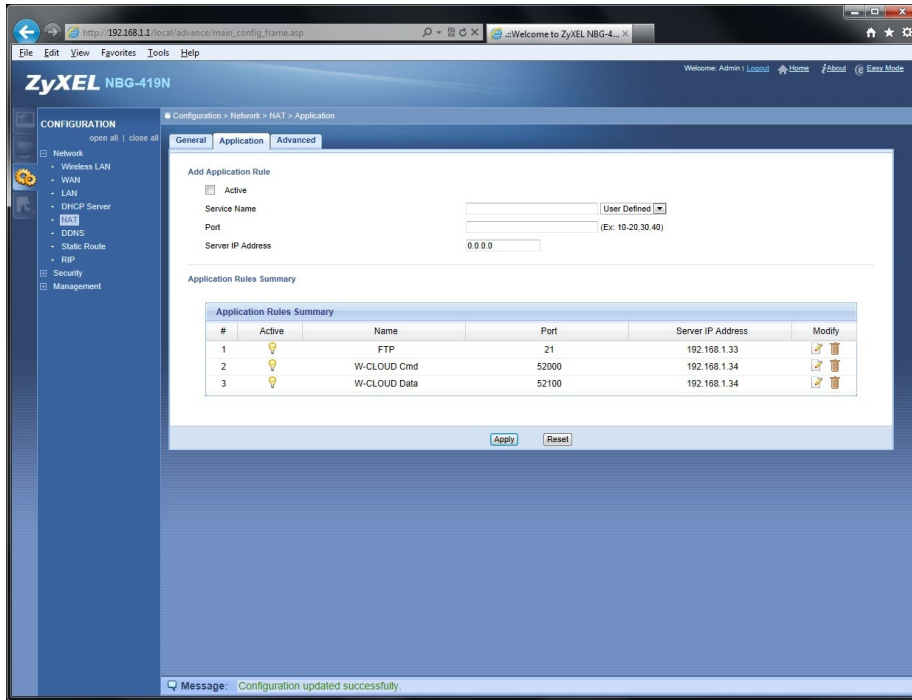 http://192.168.1.1/local/advance/main_config_frame.asp
.::Welcome to ZyXEL NBG-4...
File Edit View Favorites Tools Help
ZyXEL NBG-419N
Welcome: Admin | Logout Home About Easy Mode
CONFIGURATION
open all | close all
Network
Wireless LAN
WAN
LAN
DHCP Server
NAT
DDNS
Static Route
RIP
Security
Management
Configuration > Network > NAT > Application
General Application Advanced
Add Application Rule
Active
Service Name User Defined
Port (Ex: 10-20,30,40)
Server IP Address 0.0.0.0
Application Rules Summary
Application Rules Summary
# Active Name Port Server IP Address Modify
1 FTP 21 192.168.1.33
2 W-CLOUD Cmd 52000 192.168.1.34
3 W-CLOUD Data 52100 192.168.1.34
Apply Reset
Message: Configuration updated successfully.